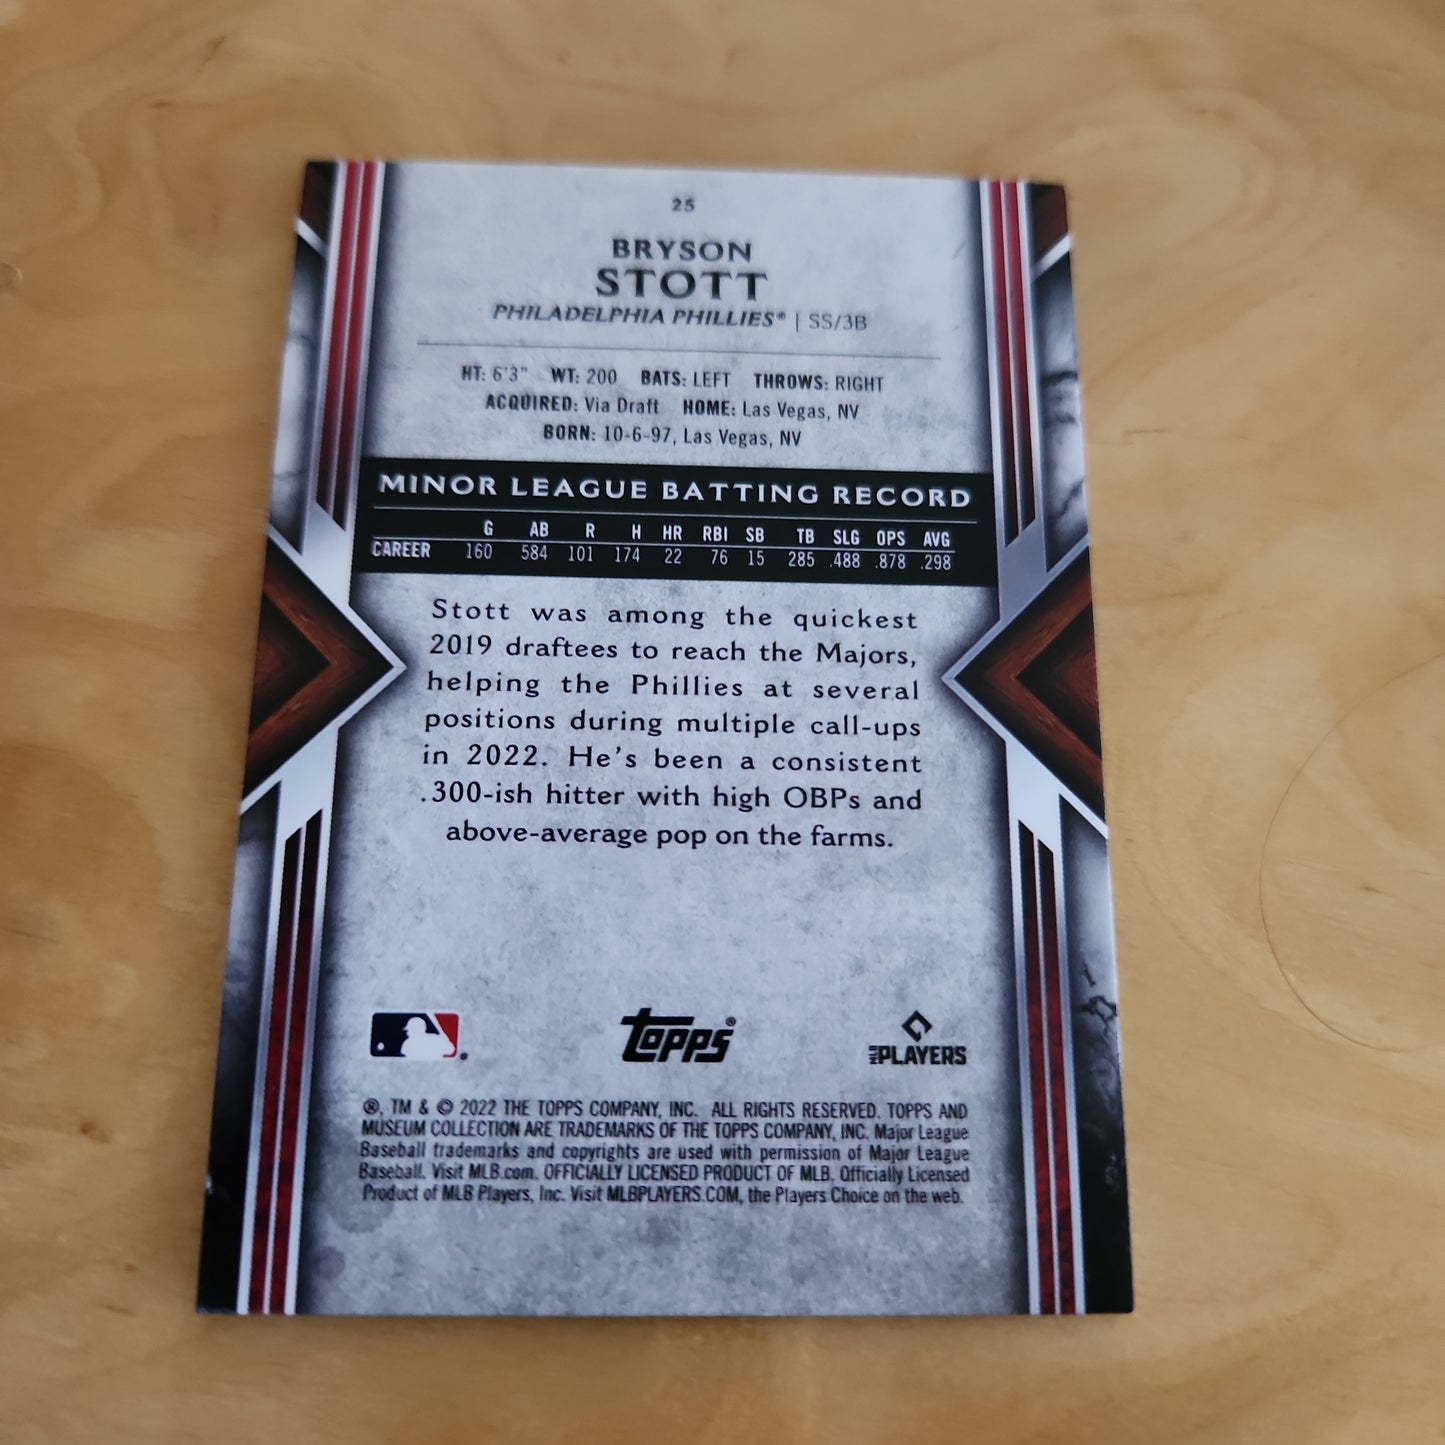 25
BRYSON
STOTT
PHILADELPHIA PHILLIES® | SS/3B
HT: 6'3" WT: 200 BATS: LEFT THROWS: RIGHT
ACQUIRED: Via Draft HOME: Las Vegas, NV
BORN: 10-6-97, Las Vegas, NV
MINOR LEAGUE BATTING RECORD
G AB R H HR RBI SB TB SLG OPS AVG
CAREER 160 584 101 174 22 76 15 285 .488 .878 .298
Stott was among the quickest
2019 draftees to reach the Majors,
helping the Phillies at several
positions during multiple call-ups
in 2022. He's been a consistent
.300-ish hitter with high OBPs and
above-average pop on the farms.
topps®
MLB PLAYERS
®, TM & © 2022 THE TOPPS COMPANY, INC. ALL RIGHTS RESERVED. TOPPS AND
MUSEUM COLLECTION ARE TRADEMARKS OF THE TOPPS COMPANY, INC. Major League
Baseball trademarks and copyrights are used with permission of Major League
Baseball. Visit MLB.com. OFFICIALLY LICENSED PRODUCT OF MLB. Officially Licensed
Product of MLB Players, Inc. Visit MLBPLAYERS.COM, the Players Choice on the web.